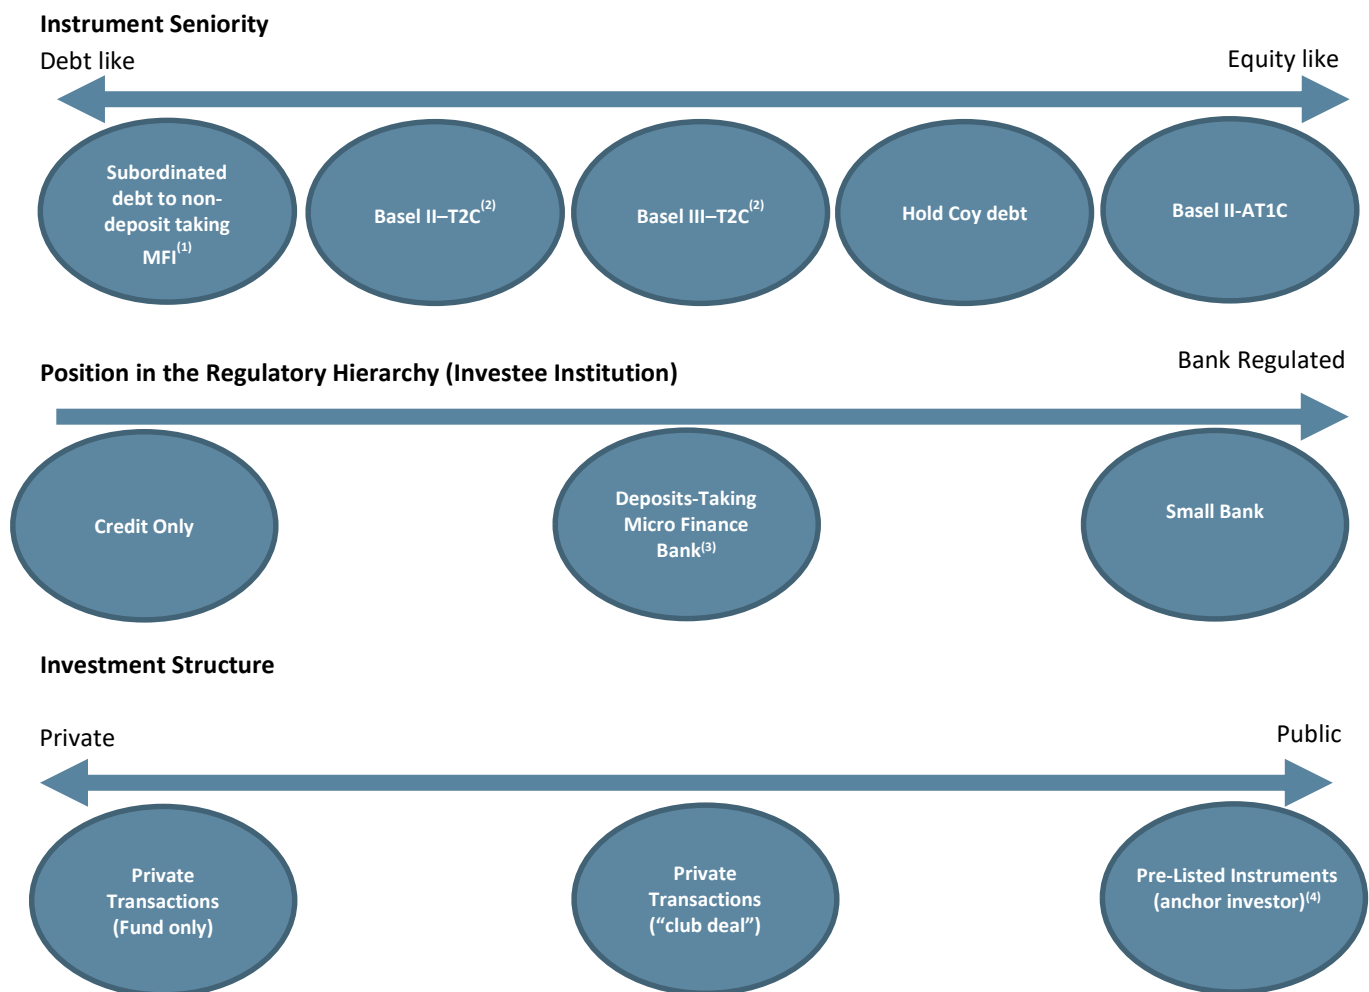 Instrument Seniority
Debt like
Equity like
Subordinated
debt to non-
deposit taking
MFI(1)
Basel II–T2C(2)
Basel III–T2C(2)
Hold Coy debt
Basel II-AT1C
Position in the Regulatory Hierarchy (Investee Institution)
Bank Regulated
Credit Only
Deposits-Taking
Micro Finance
Bank(3)
Small Bank
Investment Structure
Private
Public
Private
Transactions
(Fund only)
Private
Transactions
(“club deal”)
Pre-Listed Instruments
(anchor investor)(4)